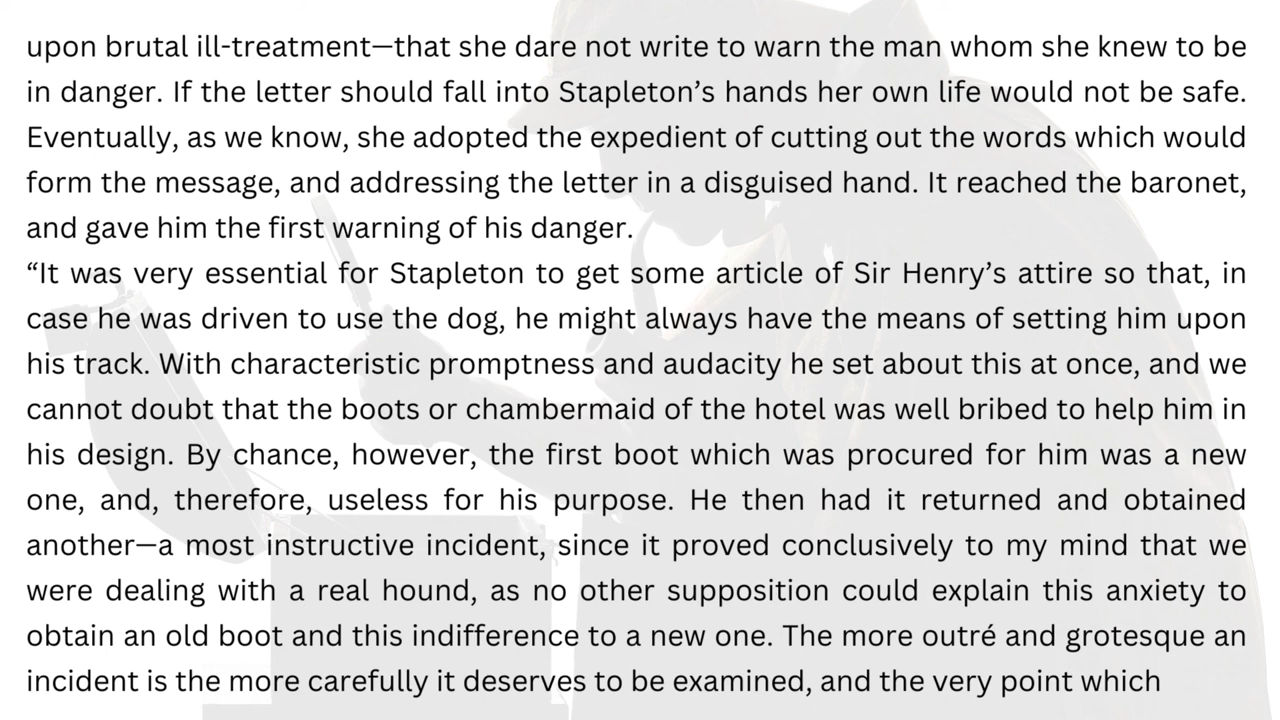 upon brutal ill-treatment—that she dare not write to warn the man whom she knew to be
in danger. If the letter should fall into Stapleton’s hands her own life would not be safe.
Eventually, as we know, she adopted the expedient of cutting out the words which would
form the message, and addressing the letter in a disguised hand. It reached the baronet,
and gave him the first warning of his danger.
“It was very essential for Stapleton to get some article of Sir Henry’s attire so that, in
case he was driven to use the dog, he might always have the means of setting him upon
his track. With characteristic promptness and audacity he set about this at once, and we
cannot doubt that the boots or chambermaid of the hotel was well bribed to help him in
his design. By chance, however, the first boot which was procured for him was a new
one, and, therefore, useless for his purpose. He then had it returned and obtained
another—a most instructive incident, since it proved conclusively to my mind that we
were dealing with a real hound, as no other supposition could explain this anxiety to
obtain an old boot and this indifference to a new one. The more outré and grotesque an
incident is the more carefully it deserves to be examined, and the very point which